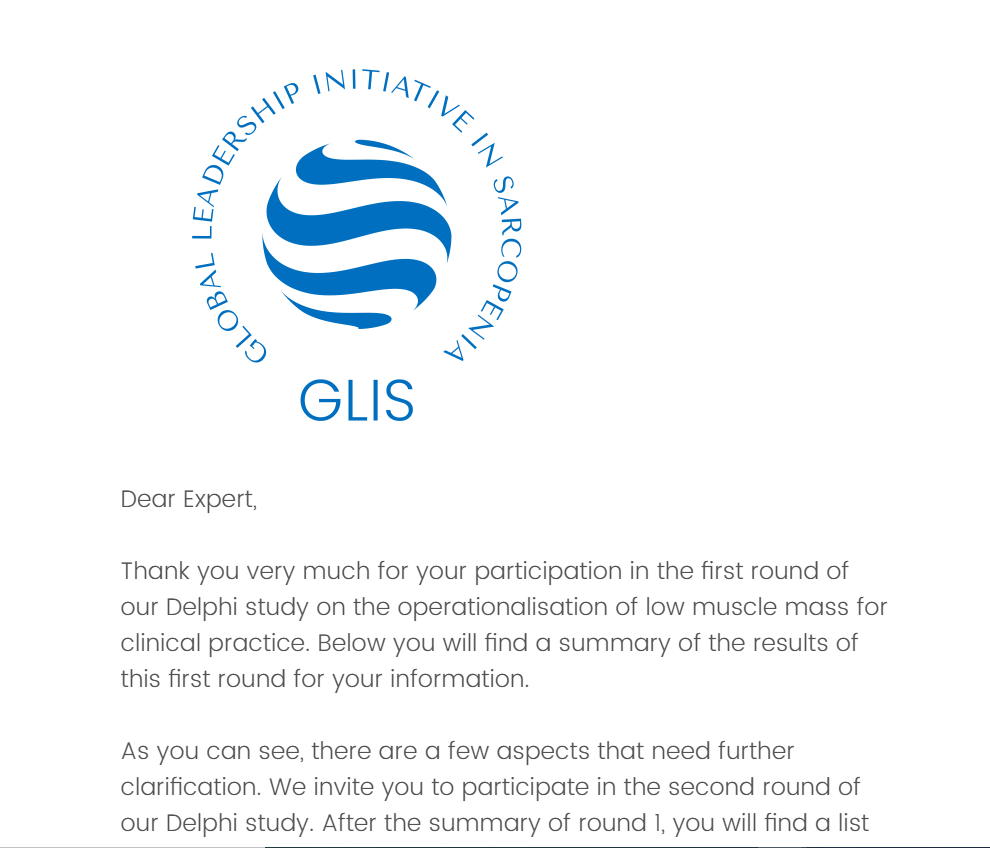 GLOBAL LEADERSHIP INITIATIVE IN SARCOPENIA
GLIS
Dear Expert,
Thank you very much for your participation in the first round of
our Delphi study on the operationalisation of low muscle mass for
clinical practice. Below you will find a summary of the results of
this first round for your information.
As you can see, there are a few aspects that need further
clarification. We invite you to participate in the second round of
our Delphi study. After the summary of round 1, you will find a list